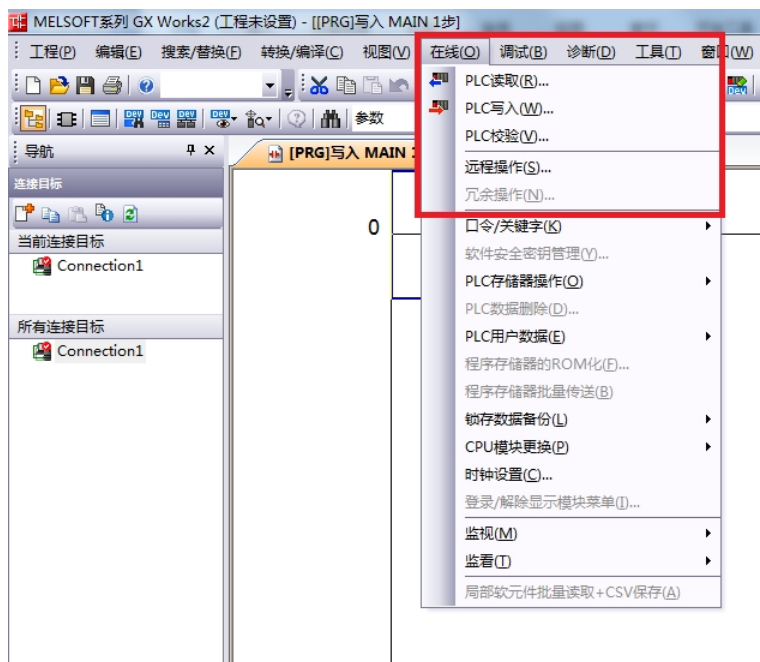 MELSOFT系列 GX Works2 (工程未设置) - [[PRG]写入 MAIN 1步]
工程(P) 编辑(E) 搜索/替换(F) 转换/编译(C) 视图(V) 在线(O) 调试(B) 诊断(D) 工具(T) 窗口(W)
参数
导航
[PRG]写入 MAIN 1
连接目标
当前连接目标
Connection1
所有连接目标
Connection1
0
PLC读取(R)...
PLC写入(W)...
PLC校验(V)...
远程操作(S)...
冗余操作(N)...
口令/关键字(K)
软件安全密钥管理(Y)...
PLC存储器操作(O)
PLC数据删除(D)...
PLC用户数据(E)
程序存储器的ROM化(F)...
程序存储器批量传送(B)
锁存数据备份(L)
CPU模块更换(P)
时钟设置(C)...
登录/解除显示模块菜单(I)...
监视(M)
监看(T)
局部软元件批量读取+CSV保存(A)